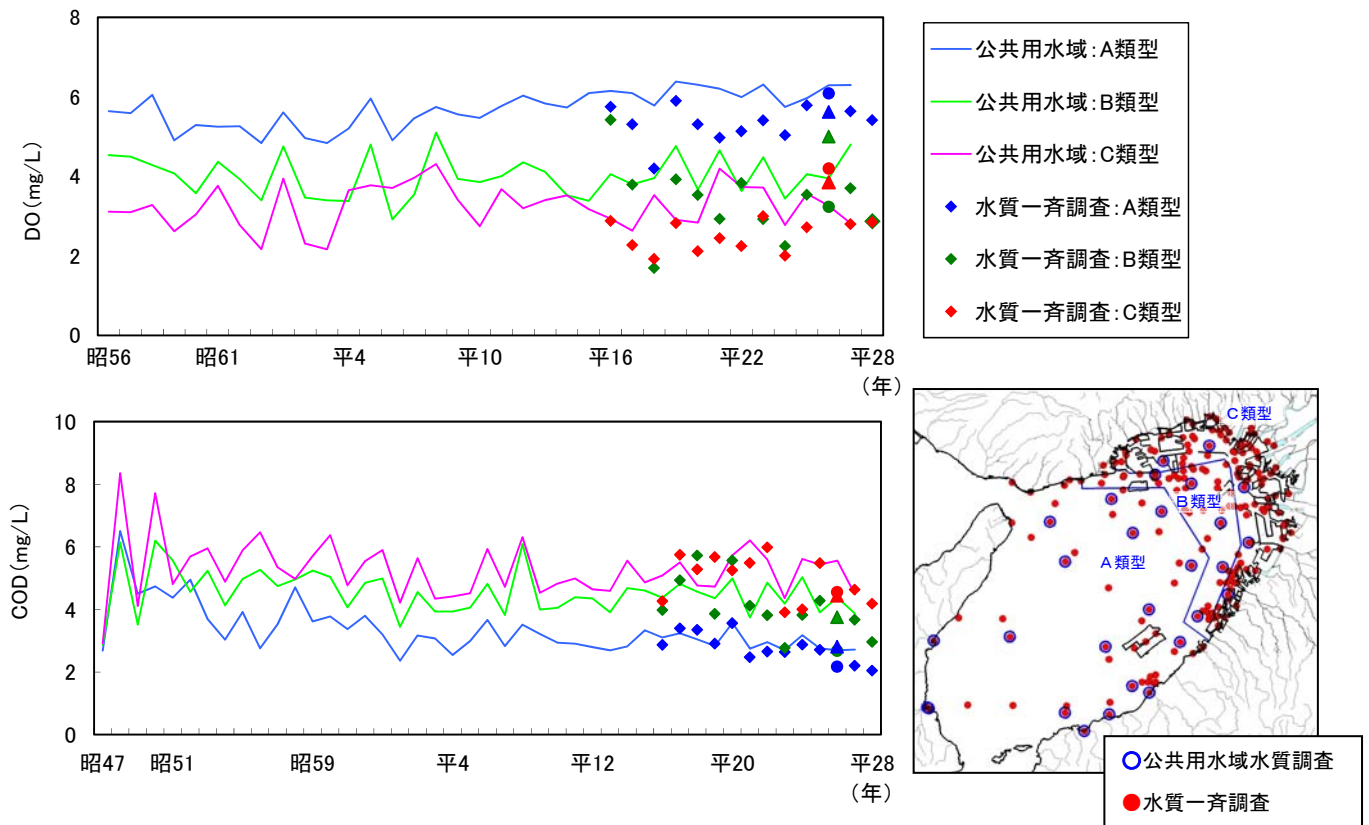 8
6
4
2
0
DO(mg/L)
昭56
昭61
平4
平10
平16
平22
平28
(年)
公共用水域:A類型
公共用水域:B類型
公共用水域:C類型
水質一斉調査:A類型
水質一斉調査:B類型
水質一斉調査:C類型
10
8
6
4
2
0
COD(mg/L)
昭47
昭51
昭59
平4
平12
平20
平28
(年)
C類型
B類型
A類型
公共用水域水質調査
水質一斉調査